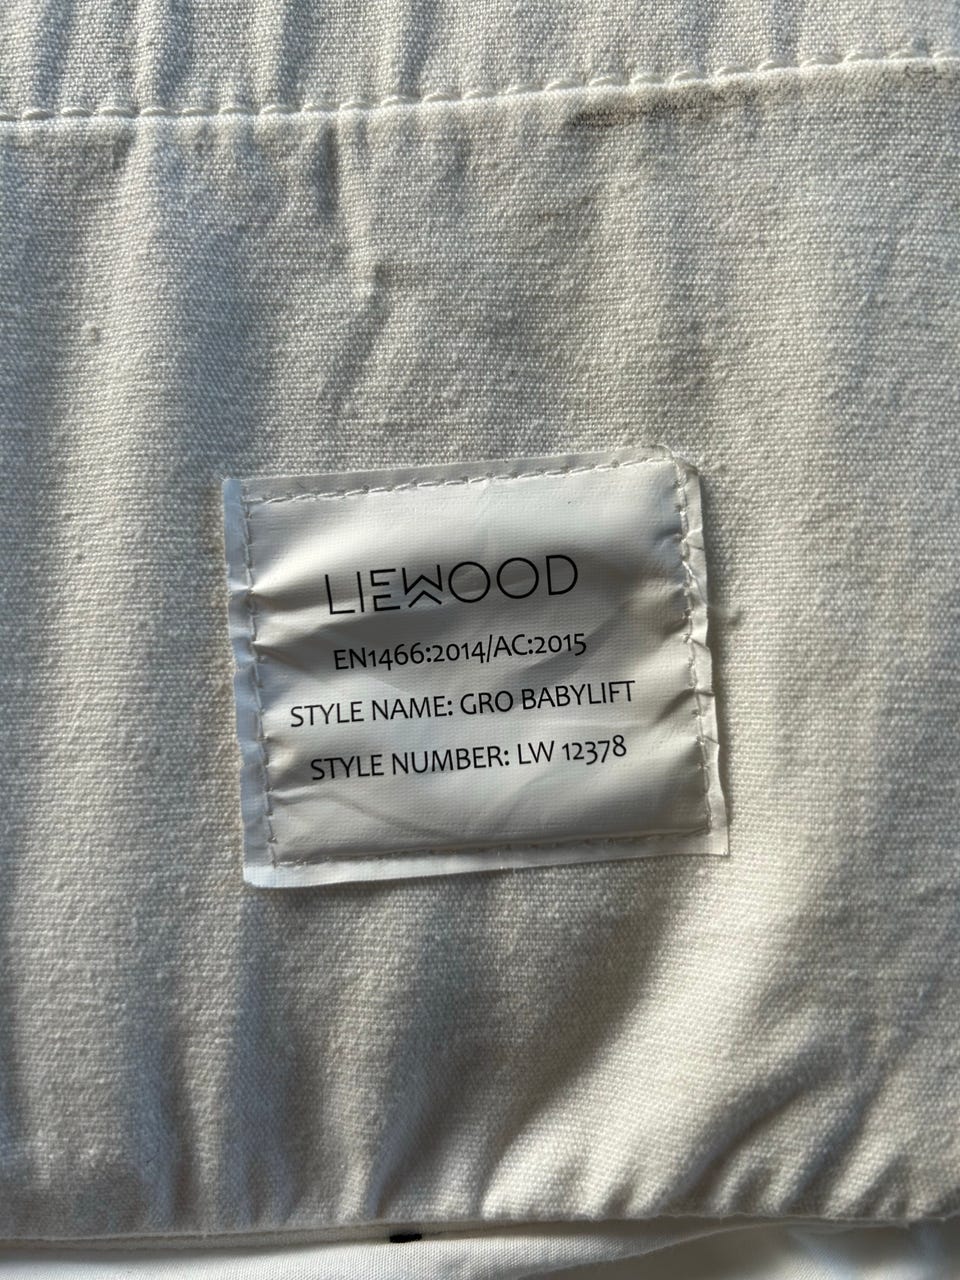 LIEWOOD
EN1466:2014/AC:2015
STYLE NAME: GRO BABYLIFT
STYLE NUMBER: LW 12378